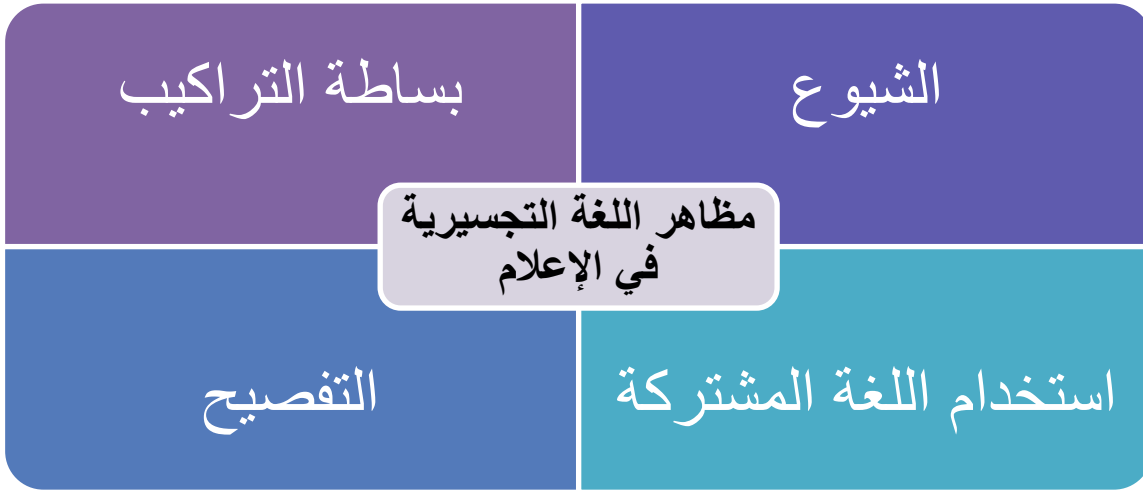 الشيوع
بساطة التراكيب
مظاهر اللغة التجسيرية
في الإعلام
استخدام اللغة المشتركة
التفصيح